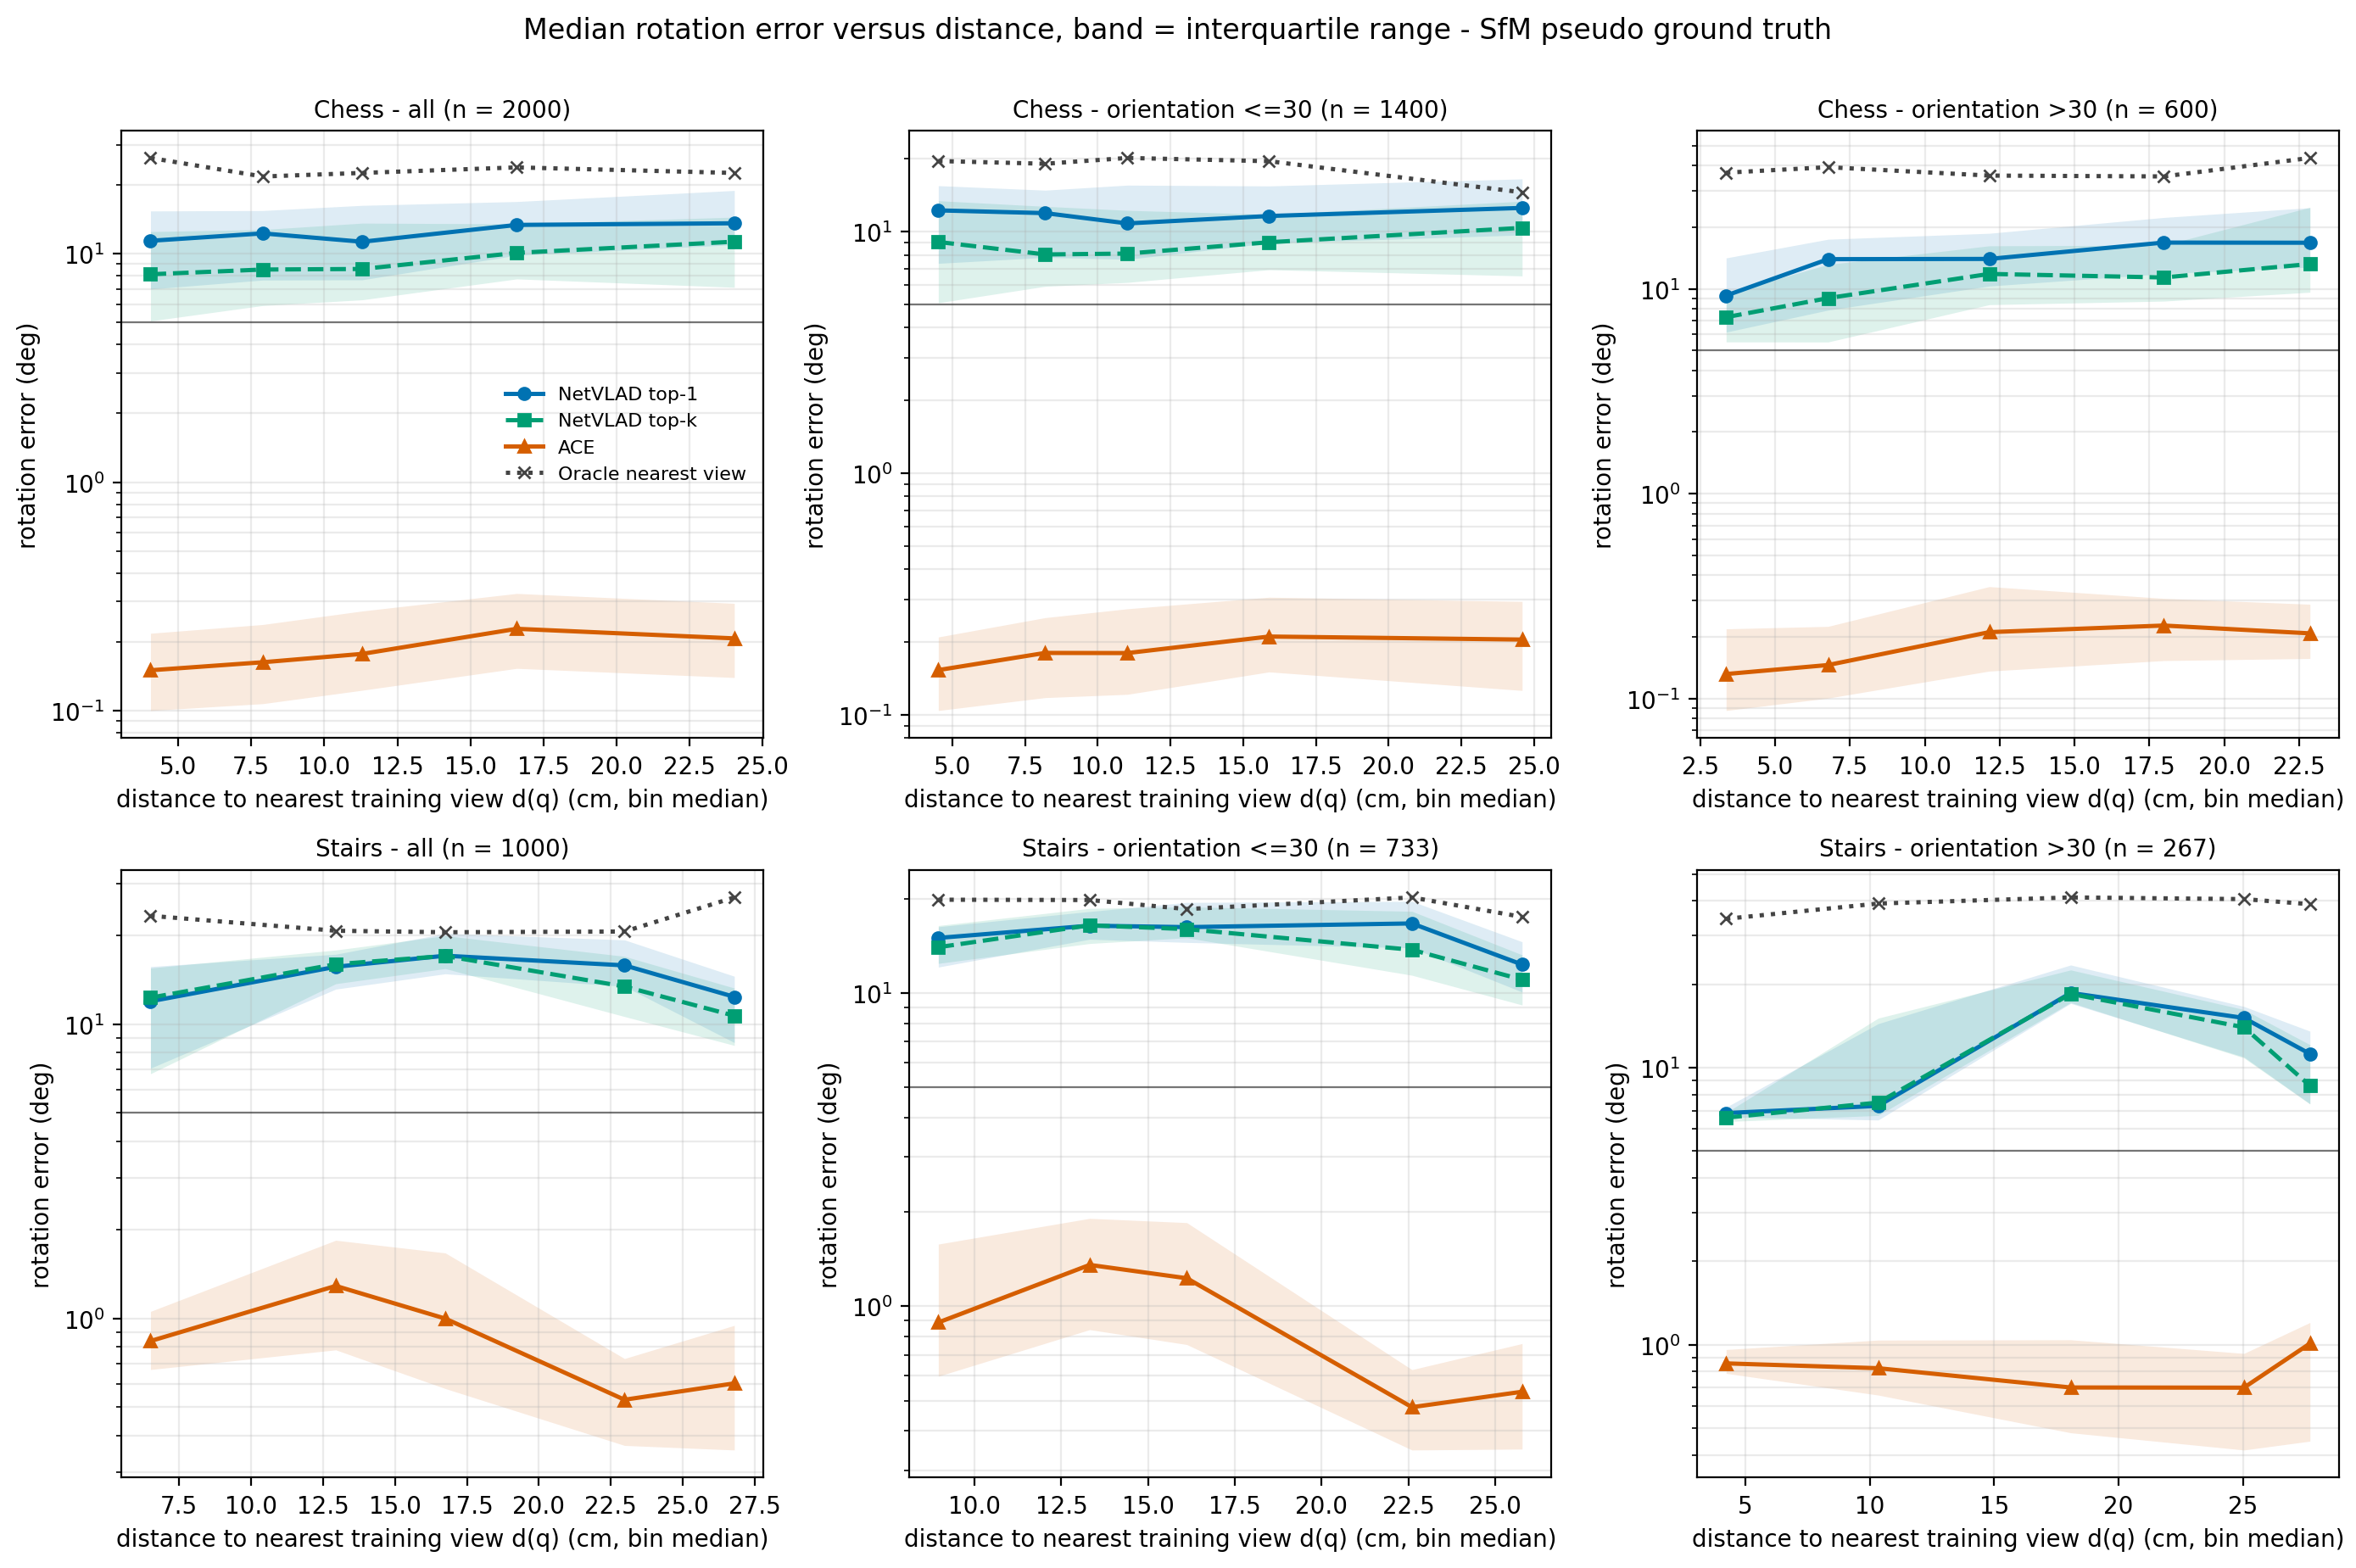 Median rotation error versus distance, band = interquartile range - SfM pseudo ground truth
Chess - all (n = 2000)
rotation error (deg)
10¹
10⁰
10⁻¹
NetVLAD top-1
NetVLAD top-k
ACE
Oracle nearest view
5.0 7.5 10.0 12.5 15.0 17.5 20.0 22.5 25.0
distance to nearest training view d(q) (cm, bin median)
Chess - orientation <=30 (n = 1400)
rotation error (deg)
10¹
10⁰
10⁻¹
5.0 7.5 10.0 12.5 15.0 17.5 20.0 22.5 25.0
distance to nearest training view d(q) (cm, bin median)
Chess - orientation >30 (n = 600)
rotation error (deg)
10¹
10⁰
10⁻¹
2.5 5.0 7.5 10.0 12.5 15.0 17.5 20.0 22.5
distance to nearest training view d(q) (cm, bin median)
Stairs - all (n = 1000)
rotation error (deg)
10¹
10⁰
7.5 10.0 12.5 15.0 17.5 20.0 22.5 25.0 27.5
distance to nearest training view d(q) (cm, bin median)
Stairs - orientation <=30 (n = 733)
rotation error (deg)
10¹
10⁰
10.0 12.5 15.0 17.5 20.0 22.5 25.0
distance to nearest training view d(q) (cm, bin median)
Stairs - orientation >30 (n = 267)
rotation error (deg)
10¹
10⁰
5 10 15 20 25
distance to nearest training view d(q) (cm, bin median)